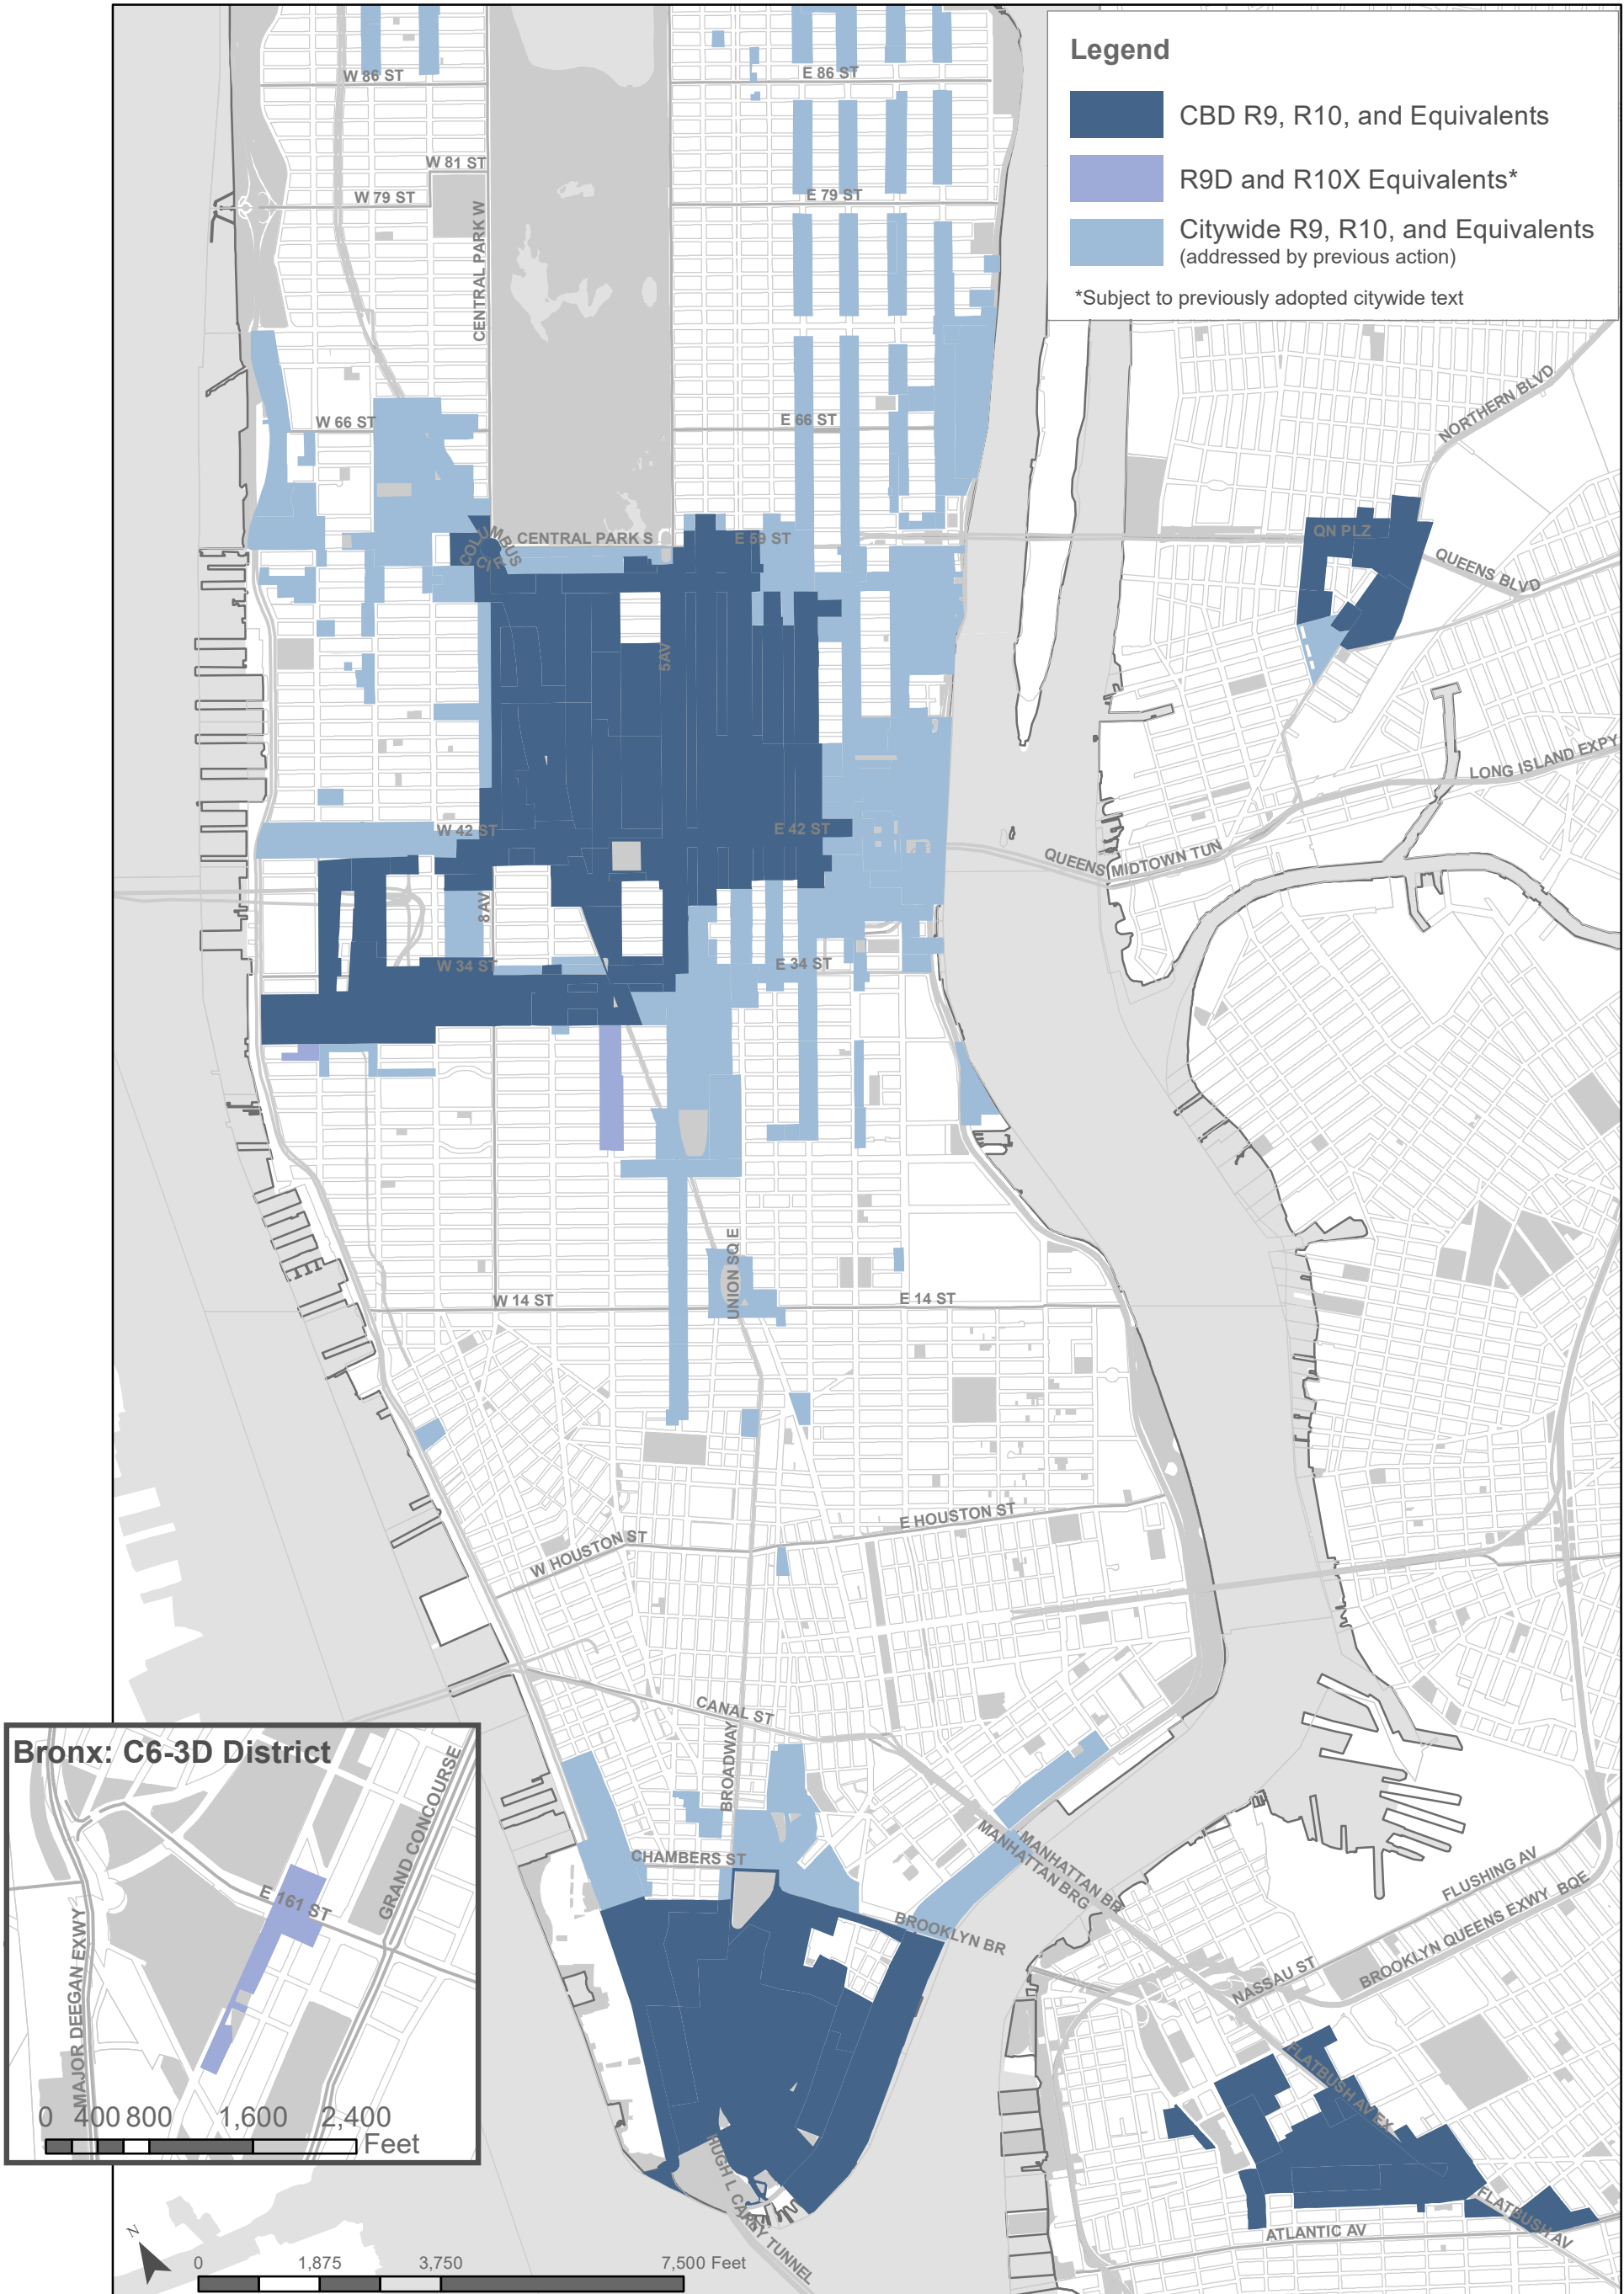 Legend
CBD R9, R10, and Equivalents
R9D and R10X Equivalents*
Citywide R9, R10, and Equivalents
(addressed by previous action)
*Subject to previously adopted citywide text
W 86 ST
E 86 ST
W 81 ST
W 79 ST
E 79 ST
CENTRAL PARK W
W 66 ST
E 66 ST
NORTHERN BLVD
COLUMBUS
CIR
CENTRAL PARK S
E 59 ST
QN PLZ
QUEENS BLVD
5AV
LONG ISLAND EXPY
W 42 ST
E 42 ST
QUEENS MIDTOWN TUN
8 AV
W 34 ST
E 34 ST
UNION SQ E
W 14 ST
E 14 ST
E HOUSTON ST
W HOUSTON ST
CANAL ST
BROADWAY
MANHATTAN BR
MANHATTAN BRG
CHAMBERS ST
BROOKLYN BR
FLUSHING AV
BROOKLYN QUEENS EXWY BQE
NASSAU ST
FLATBUSH AV EX
FLATBUSH AV
ATLANTIC AV
HUGH L CAREY TUNNEL
Bronx: C6-3D District
GRAND CONCOURSE
E 161 ST
MAJOR DEEGAN EXWY
0 400 800 1,600 2,400
Feet
N
0 1,875 3,750 7,500 Feet